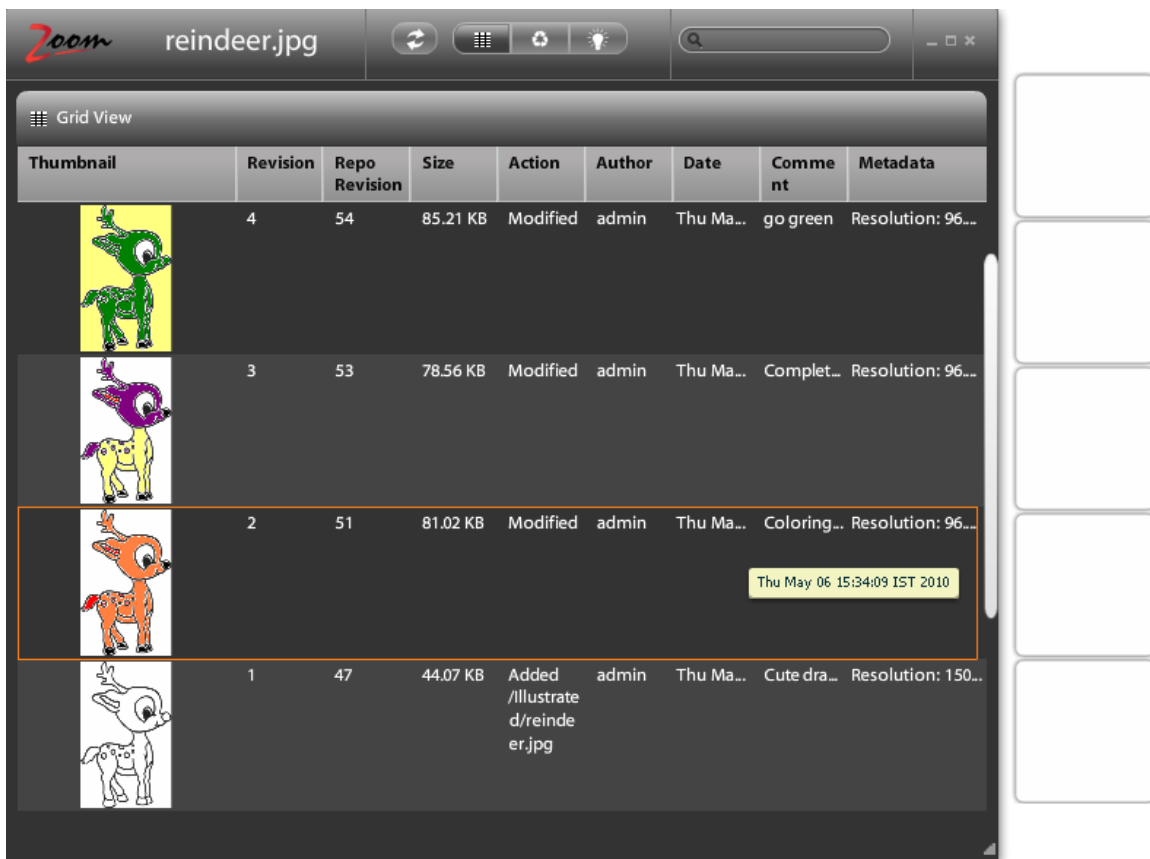 Zoom reindeer.jpg
Grid View
Thumbnail Revision Repo Revision Size Action Author Date Comme nt Metadata
4 54 85.21 KB Modified admin Thu Ma... go green Resolution: 96....
3 53 78.56 KB Modified admin Thu Ma... Complet... Resolution: 96....
2 51 81.02 KB Modified admin Thu Ma... Coloring... Resolution: 96....
Thu May 06 15:34:09 IST 2010
1 47 44.07 KB Added admin Thu Ma... Cute dra... Resolution: 150...
/Illustrate
d/reinde
er.jpg